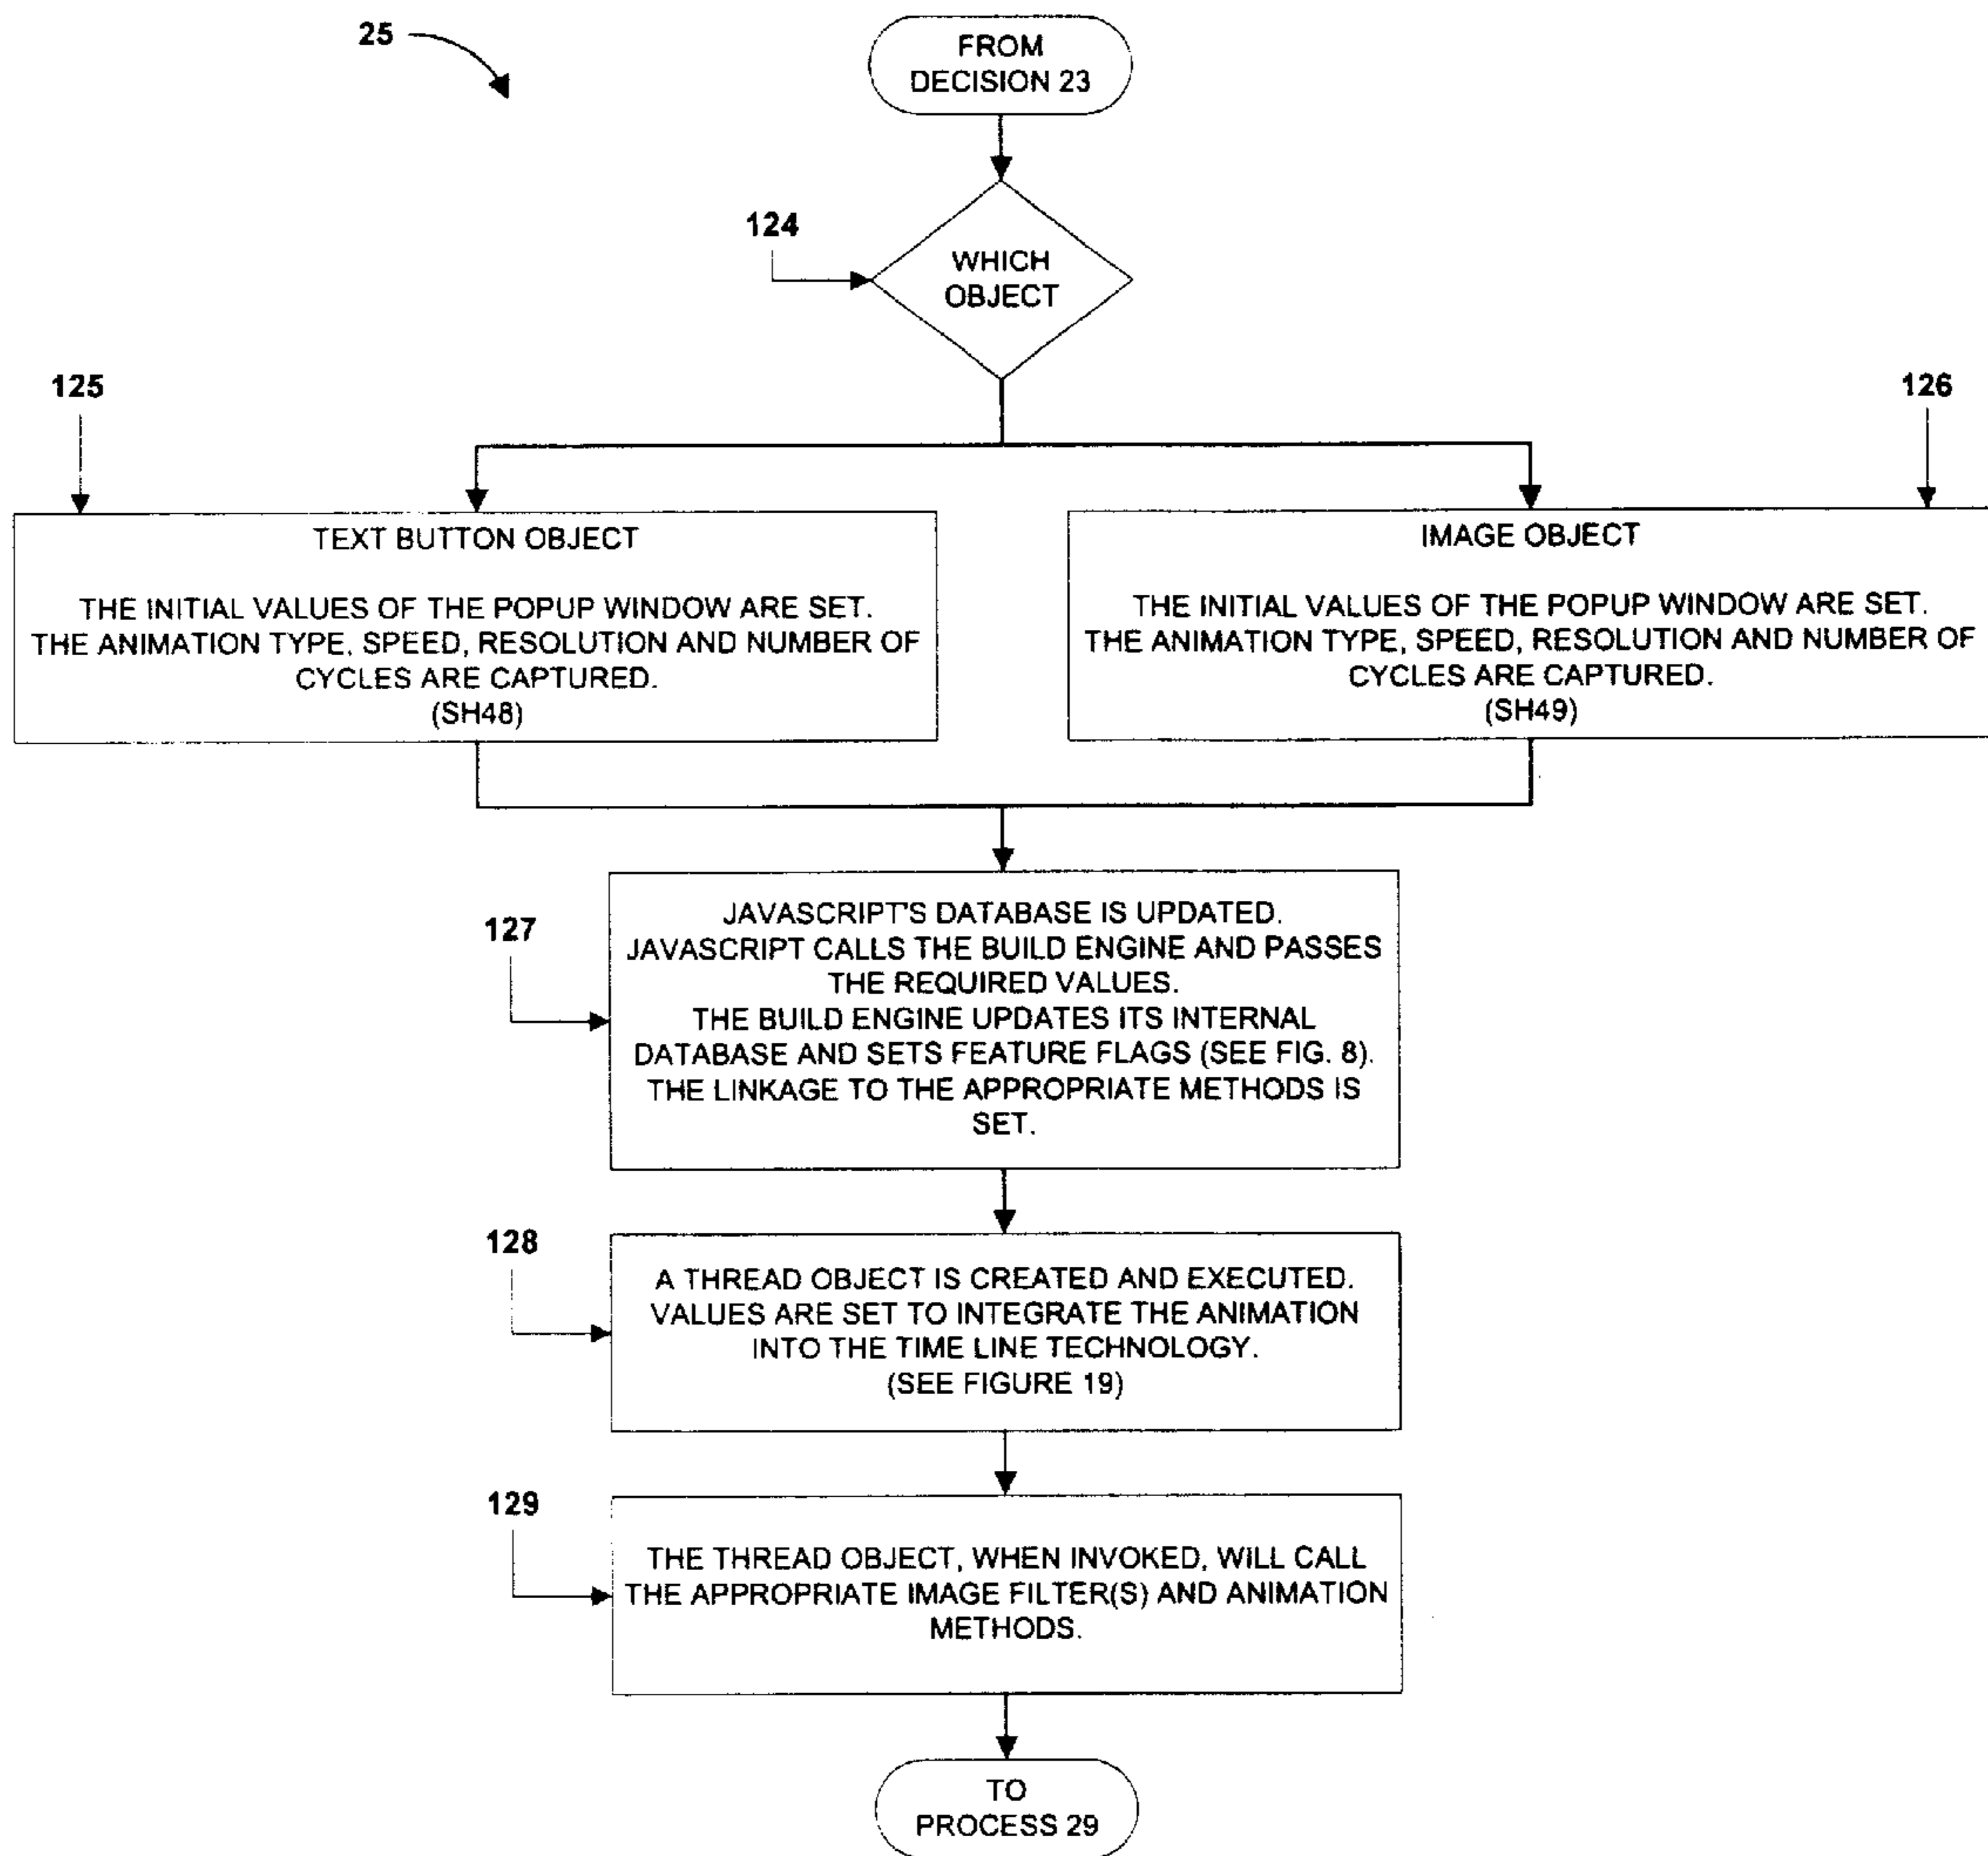 25
FROM
DECISION 23
124
WHICH
OBJECT
125
126
TEXT BUTTON OBJECT
THE INITIAL VALUES OF THE POPUP WINDOW ARE SET.
THE ANIMATION TYPE, SPEED, RESOLUTION AND NUMBER OF
CYCLES ARE CAPTURED.
(SH48)
IMAGE OBJECT
THE INITIAL VALUES OF THE POPUP WINDOW ARE SET.
THE ANIMATION TYPE, SPEED, RESOLUTION AND NUMBER OF
CYCLES ARE CAPTURED.
(SH49)
127
JAVASCRIPT'S DATABASE IS UPDATED.
JAVASCRIPT CALLS THE BUILD ENGINE AND PASSES
THE REQUIRED VALUES.
THE BUILD ENGINE UPDATES ITS INTERNAL
DATABASE AND SETS FEATURE FLAGS (SEE FIG. 8).
THE LINKAGE TO THE APPROPRIATE METHODS IS
SET.
128
A THREAD OBJECT IS CREATED AND EXECUTED.
VALUES ARE SET TO INTEGRATE THE ANIMATION
INTO THE TIME LINE TECHNOLOGY.
(SEE FIGURE 19)
129
THE THREAD OBJECT, WHEN INVOKED, WILL CALL
THE APPROPRIATE IMAGE FILTER(S) AND ANIMATION
METHODS.
TO
PROCESS 29